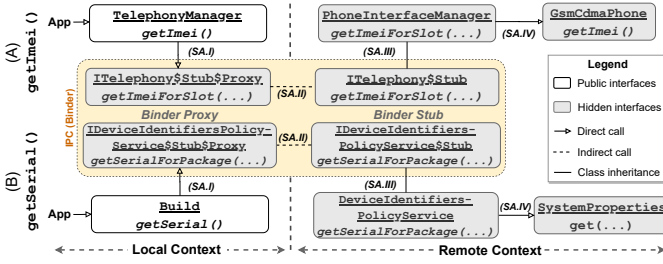 (A)
getImei()
App
TelephonyManager
getImei()
(SA.I)
PhoneInterfaceManager
getImeiForSlot(...)
(SA.III)
(SA.IV)
GsmCdmaPhone
getImei()
IPC (Binder)
ITelephony$Stub$Proxy
getImeiForSlot(...)
(SA.II)
ITelephony$Stub
getImeiForSlot(...)
Binder Proxy
Binder Stub
IDeviceIdentifiersPolicy-
Service$Stub$Proxy
getSerialForPackage(...)
(SA.II)
IDeviceIdentifiers-
PolicyService$Stub
getSerialForPackage(...)
(B)
getSerial()
App
(SA.I)
Build
getSerial()
(SA.III)
DeviceIdentifiers-
PolicyService
getSerialForPackage(...)
(SA.IV)
SystemProperties
get(...)
Legend
Public interfaces
Hidden interfaces
Direct call
Indirect call
Class inheritance
Local Context
Remote Context